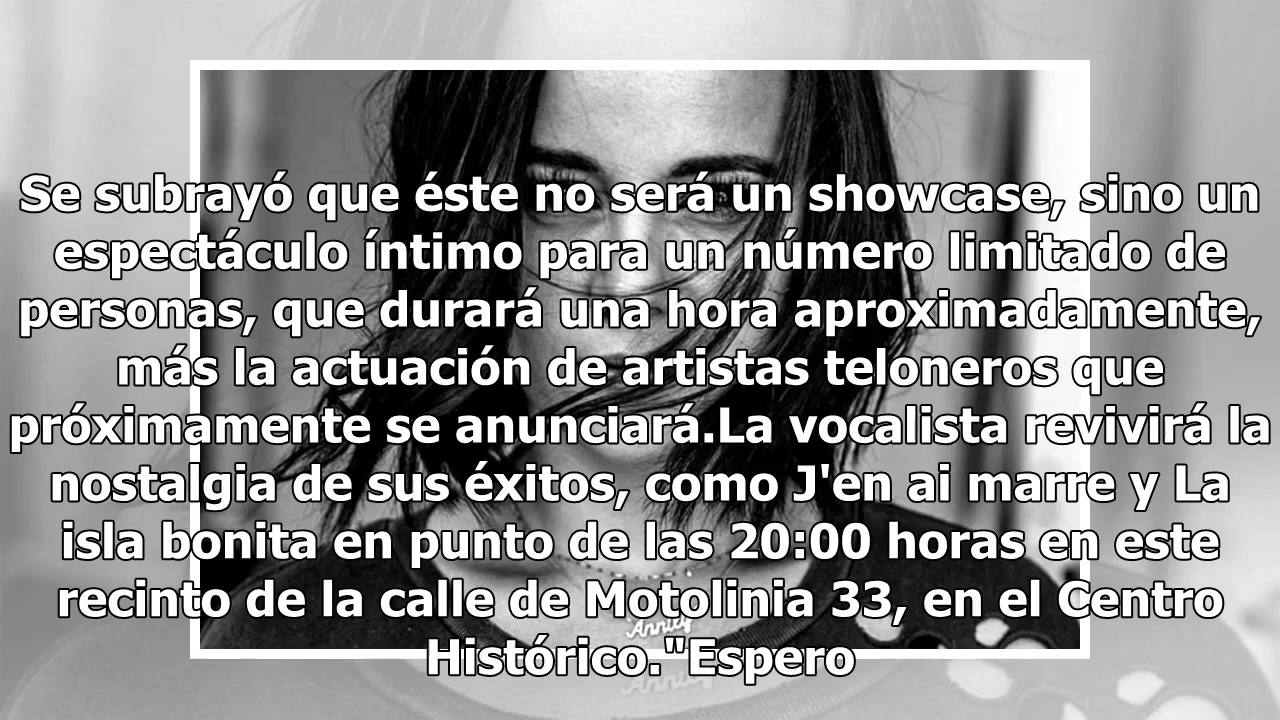 Se subrayó que éste no será un showcase, sino un
espectáculo íntimo para un número limitado de
personas, que durará una hora aproximadamente,
más la actuación de artistas teloneros que
próximamente se anunciará.La vocalista revivirá la
nostalgia de sus éxitos, como J'en ai marre y La
isla bonita en punto de las 20:00 horas en este
recinto de la calle de Motolinia 33, en el Centro
Histórico."Espero